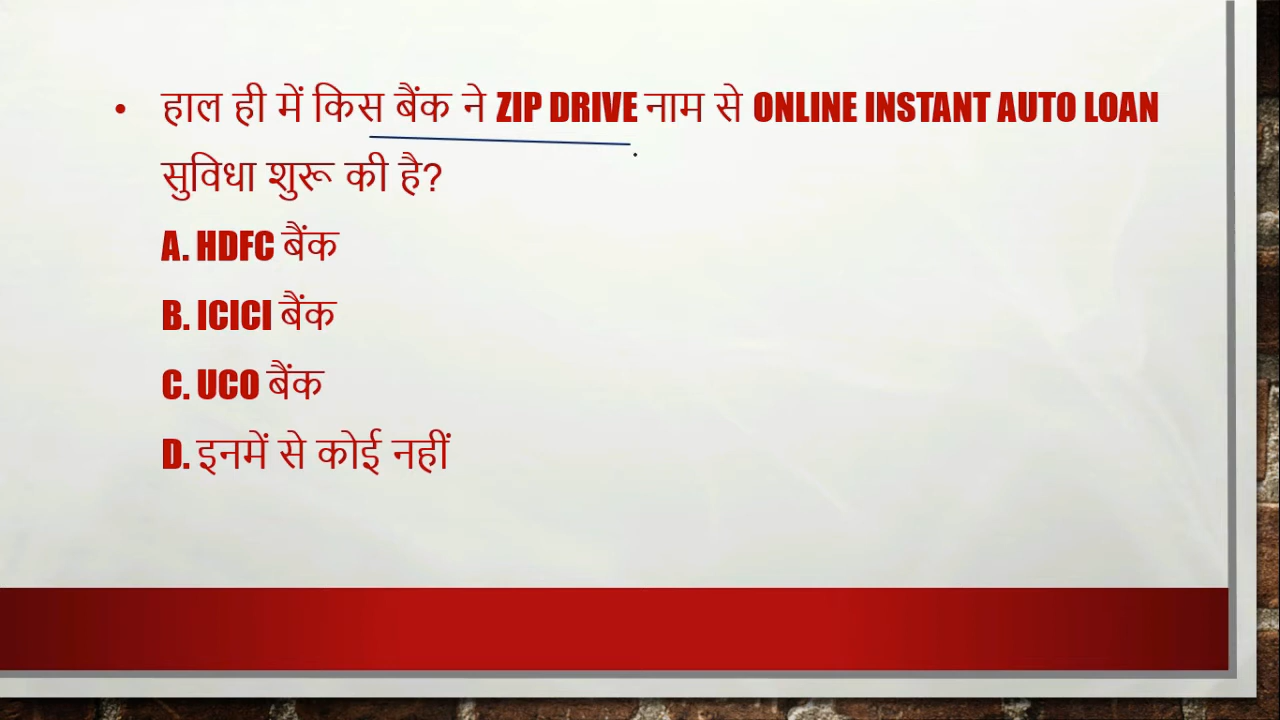 • हाल ही में किस बैंक ने ZIP DRIVE नाम से ONLINE INSTANT AUTO LOAN
सुविधा शुरू की है?
A. HDFC बैंक
B. ICICI बैंक
C. UCO बैंक
D. इनमें से कोई नहीं